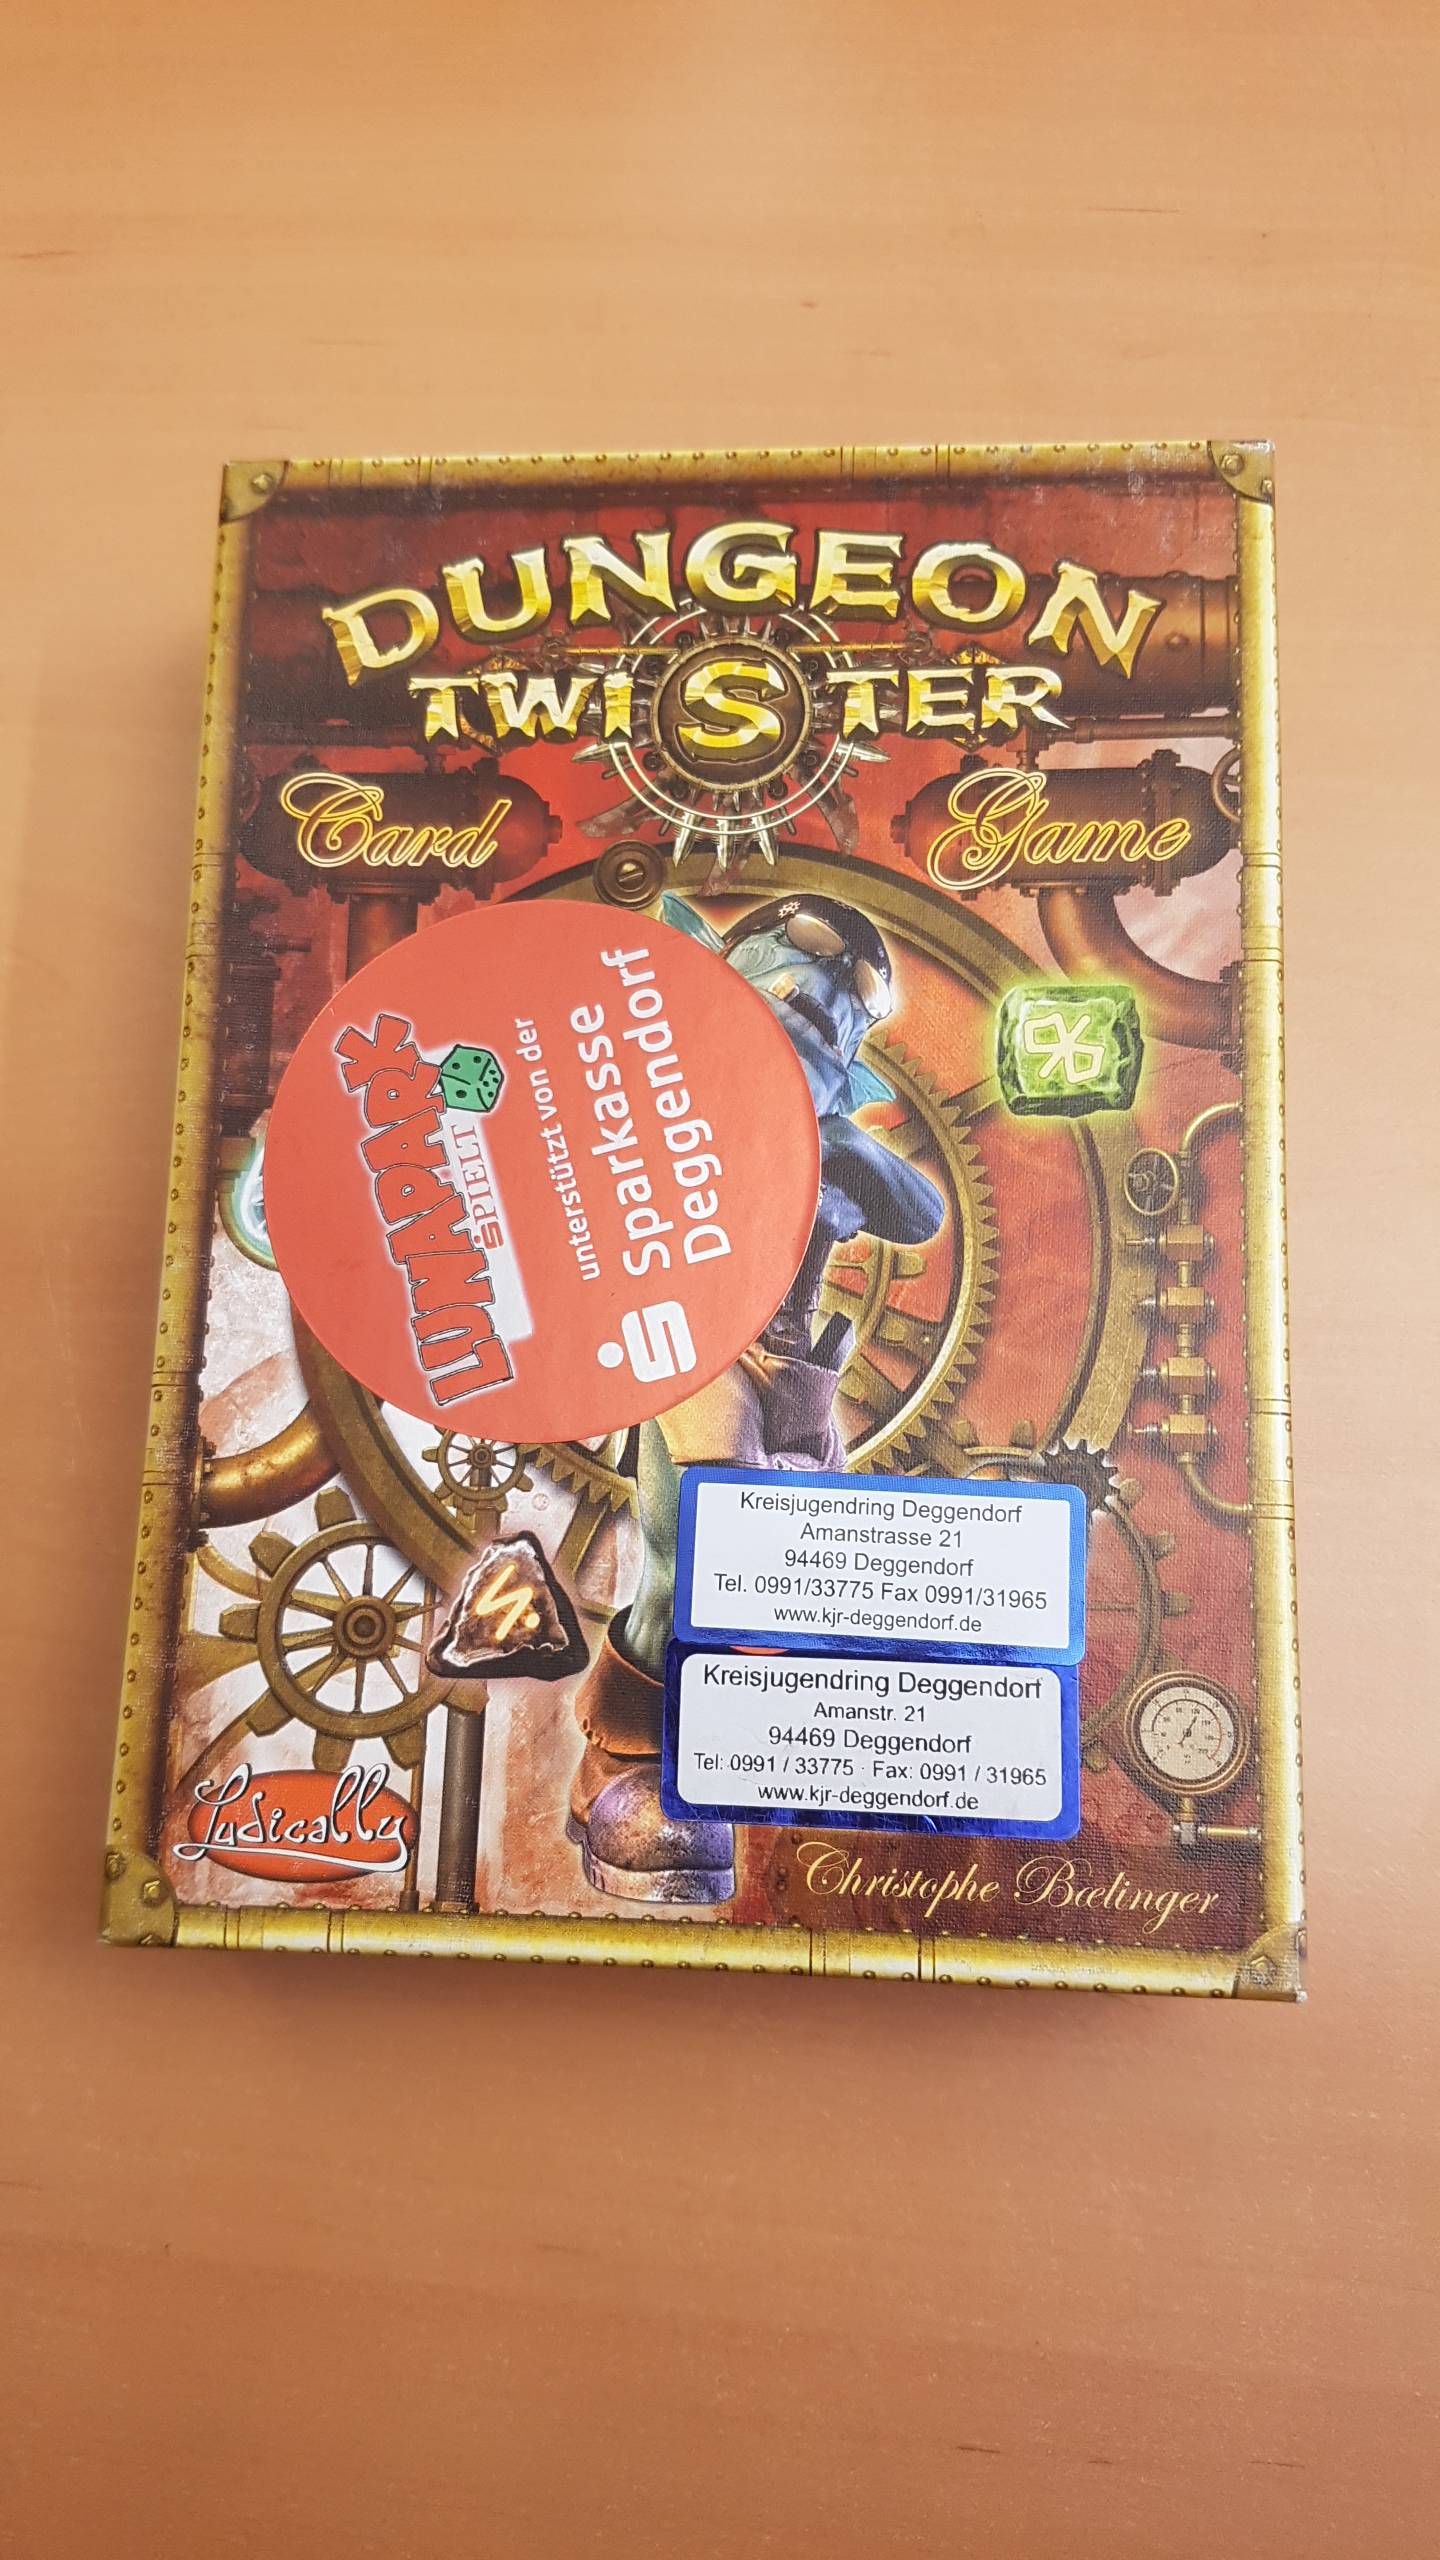 DUNGEON
TWISTER
Card Game
LUNAPARK
SPIELT
unterstützt von der
Sparkasse
Deggendorf
Kreisjugendring Deggendorf
Amanstrasse 21
94469 Deggendorf
Tel. 0991/33775 Fax 0991/31965
www.kjr-deggendorf.de
Kreisjugendring Deggendorf
Amanstr. 21
94469 Deggendorf
Tel: 0991 / 33775 · Fax: 0991 / 31965
www.kjr-deggendorf.de
Ludically
Christophe Bœlinger